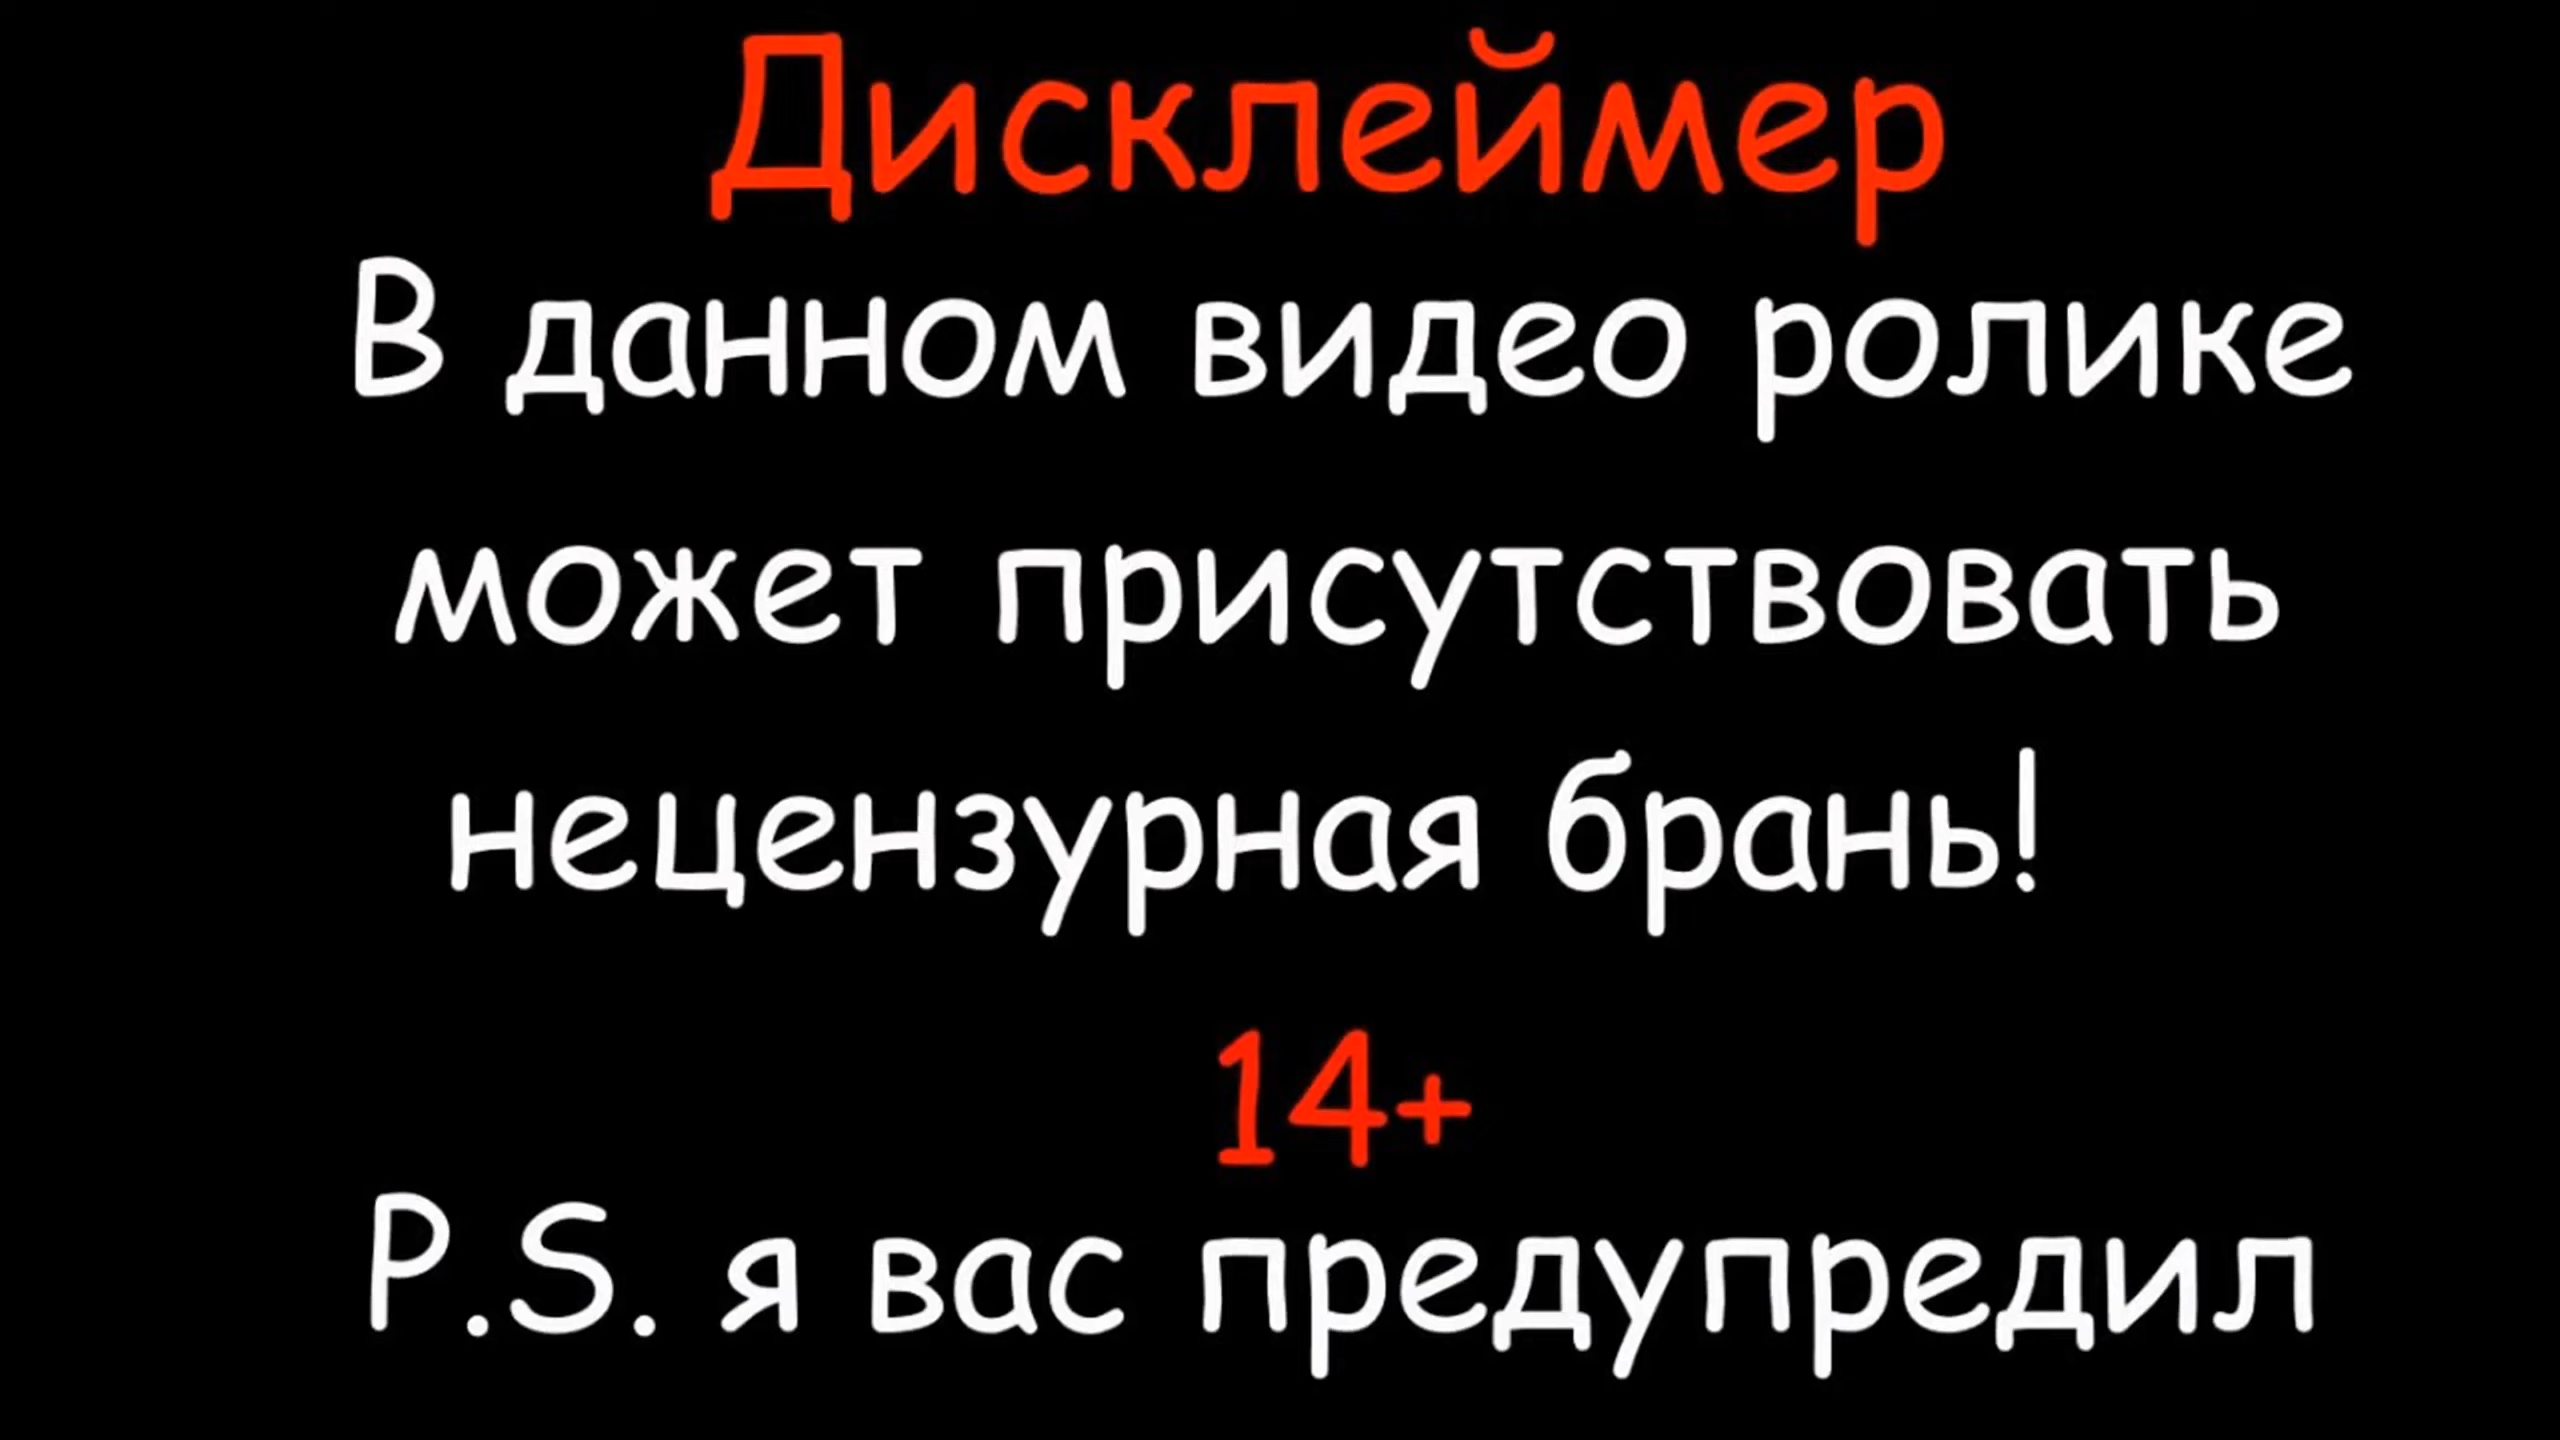 Дисклеймер
В данном видео ролике
может присутствовать
нецензурная брань!
14+
P.S. я вас предупредил